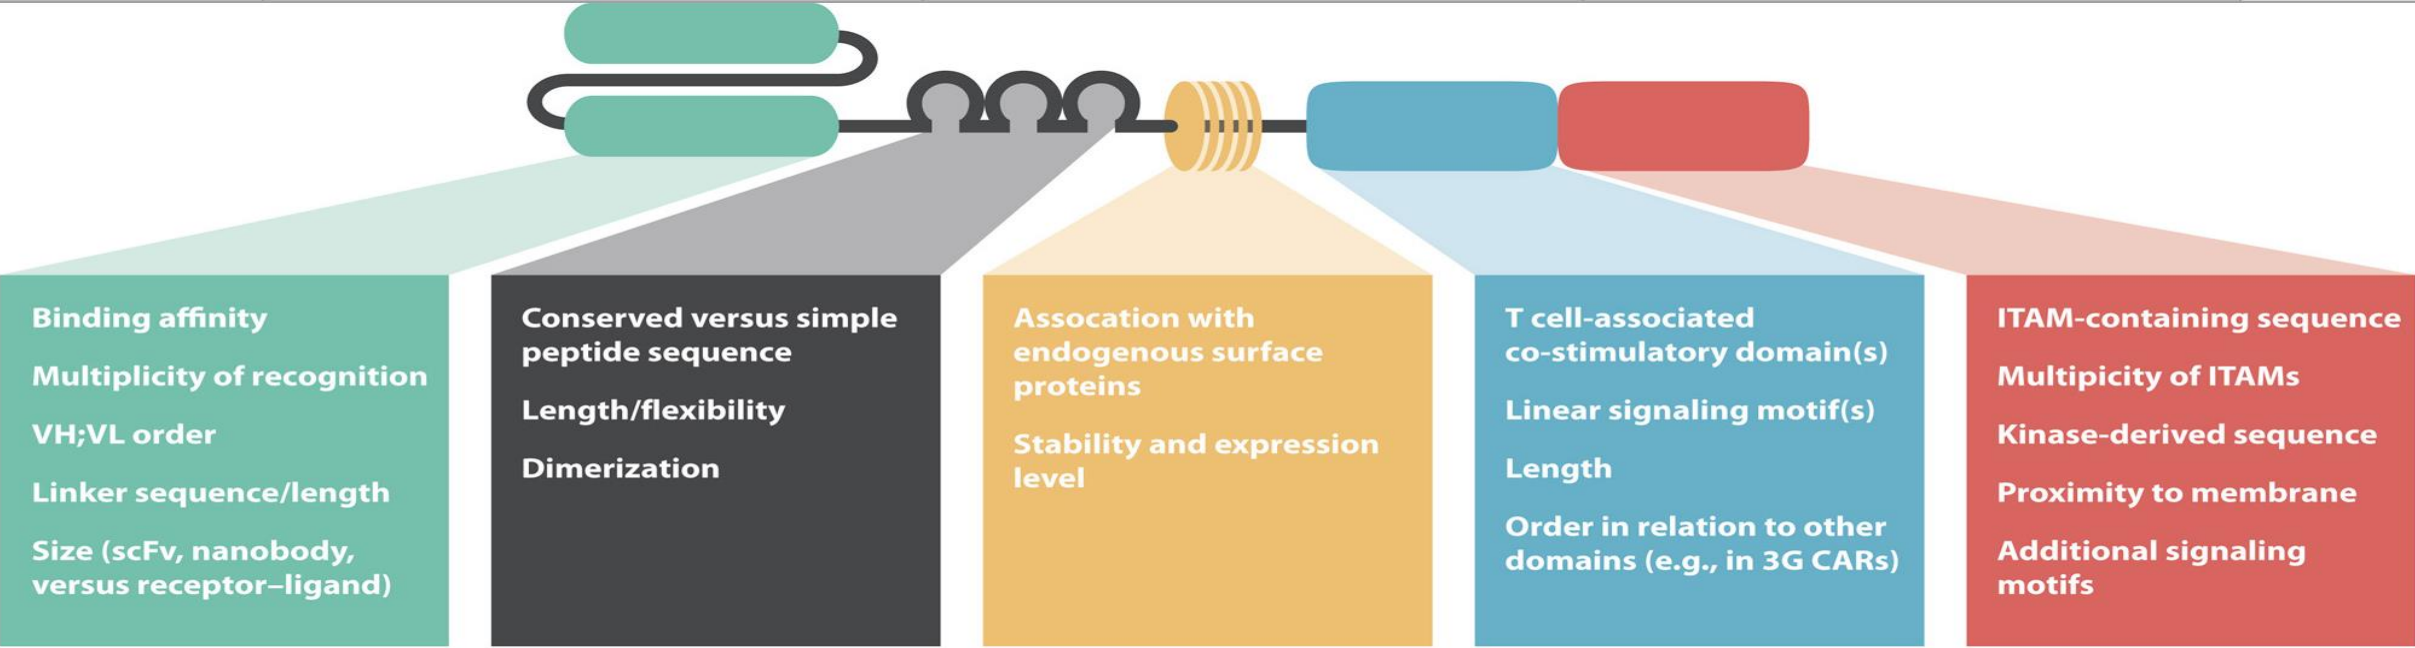 Binding affinity
Multiplicity of recognition
VH;VL order
Linker sequence/length
Size (scFv, nanobody,
versus receptor–ligand)
Conserved versus simple
peptide sequence
Length/flexibility
Dimerization
Assocation with
endogenous surface
proteins
Stability and expression
level
T cell-associated
co-stimulatory domain(s)
Linear signaling motif(s)
Length
Order in relation to other
domains (e.g., in 3G CARs)
ITAM-containing sequence
Multipicity of ITAMs
Kinase-derived sequence
Proximity to membrane
Additional signaling
motifs